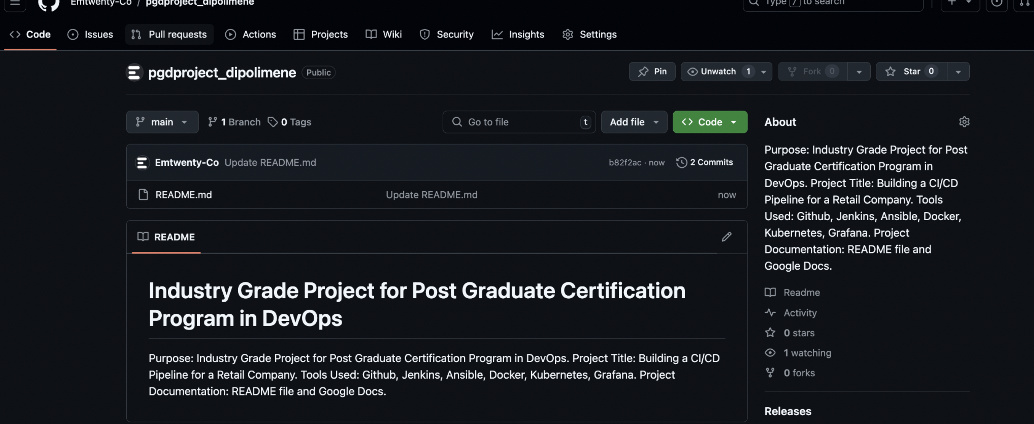 Emtwenty-Co / pgdproject_dipolimene
Type / to search
Code Issues Pull requests Actions Projects Wiki Security Insights Settings
pgdproject_dipolimene Public
Pin Unwatch 1 Fork 0 Star 0
main 1 Branch 0 Tags Go to file t Add file Code
Emtwenty-Co Update README.md b82f2ac · now 2 Commits
README.md Update README.md now
README
Industry Grade Project for Post Graduate Certification
Program in DevOps
Purpose: Industry Grade Project for Post Graduate Certification Program in DevOps. Project Title: Building a CI/CD
Pipeline for a Retail Company. Tools Used: Github, Jenkins, Ansible, Docker, Kubernetes, Grafana. Project
Documentation: README file and Google Docs.
About
Purpose: Industry Grade Project for Post
Graduate Certification Program in
DevOps. Project Title: Building a CI/CD
Pipeline for a Retail Company. Tools
Used: Github, Jenkins, Ansible, Docker,
Kubernetes, Grafana. Project
Documentation: README file and
Google Docs.
Readme
Activity
0 stars
1 watching
0 forks
Releases